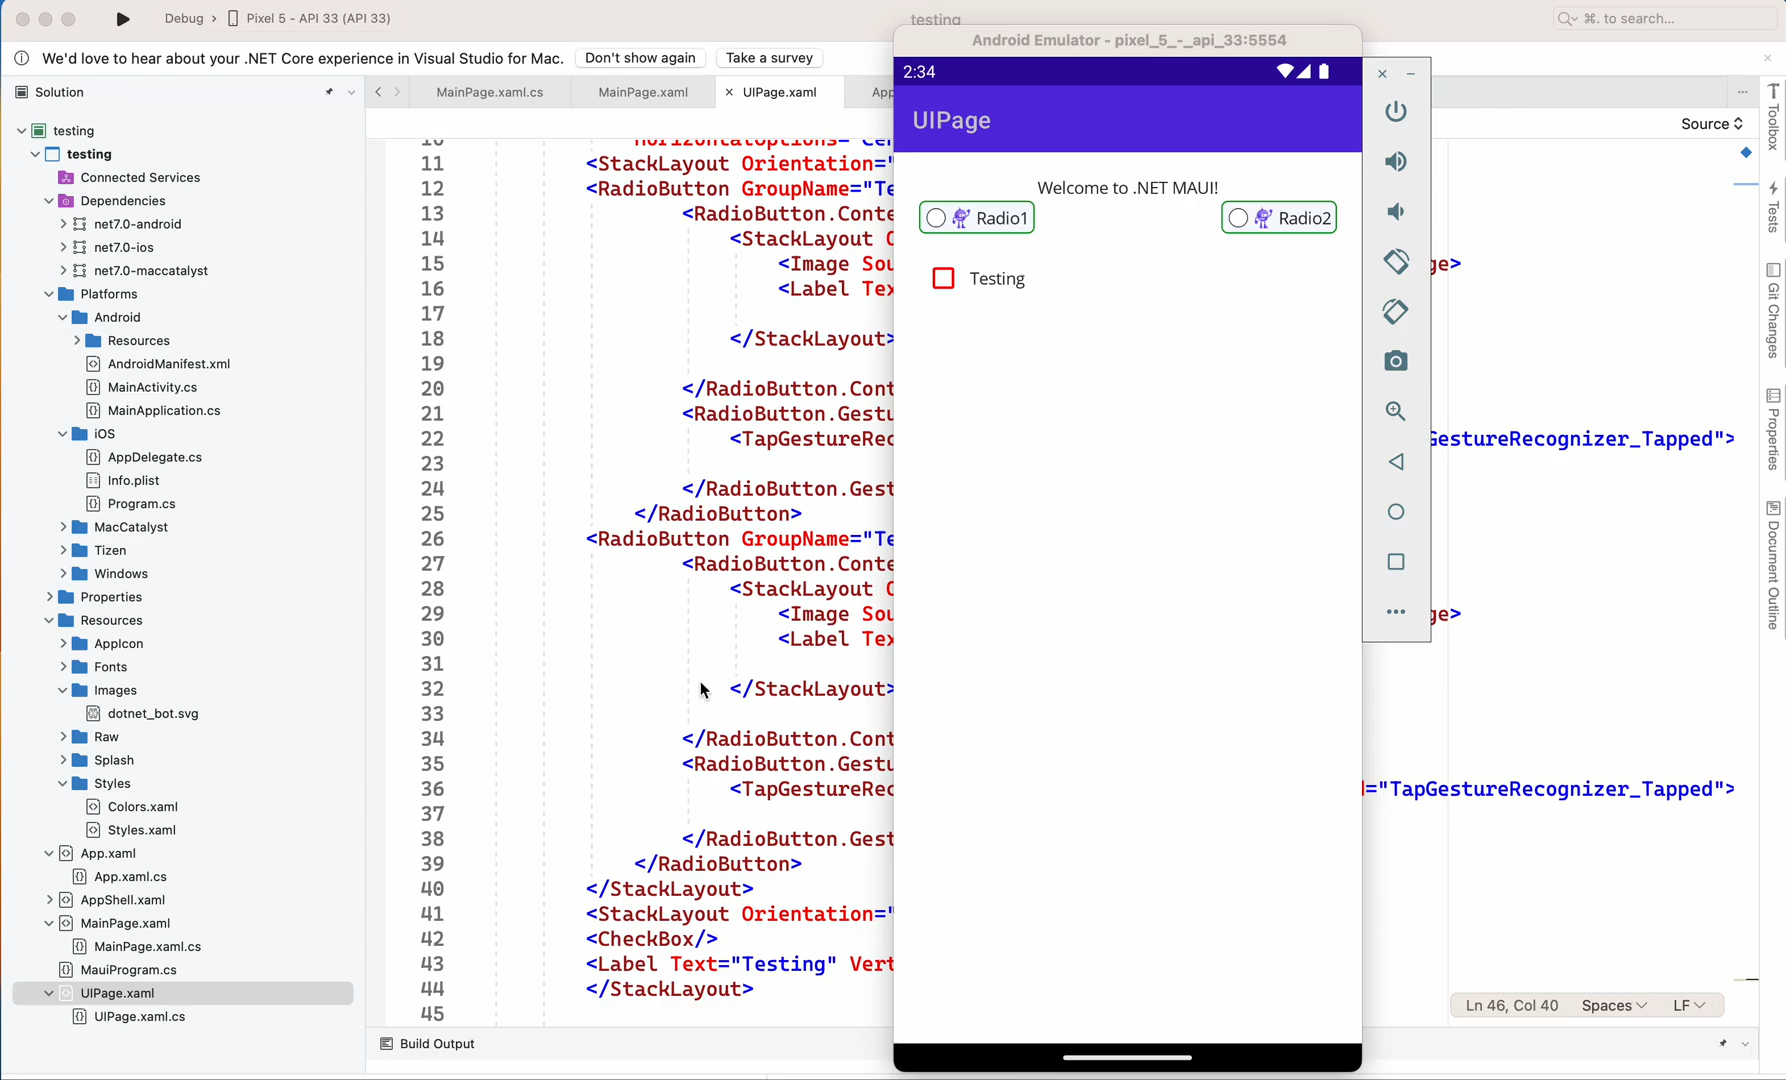 Debug › Pixel 5 - API 33 (API 33)
testing
⌘. to search...
We'd love to hear about your .NET Core experience in Visual Studio for Mac.
Don't show again
Take a survey
Solution
testing
testing
Connected Services
Dependencies
net7.0-android
net7.0-ios
net7.0-maccatalyst
Platforms
Android
Resources
AndroidManifest.xml
MainActivity.cs
MainApplication.cs
iOS
AppDelegate.cs
Info.plist
Program.cs
MacCatalyst
Tizen
Windows
Properties
Resources
AppIcon
Fonts
Images
dotnet_bot.svg
Raw
Splash
Styles
Colors.xaml
Styles.xaml
App.xaml
App.xaml.cs
AppShell.xaml
MainPage.xaml
MainPage.xaml.cs
MauiProgram.cs
UIPage.xaml
UIPage.xaml.cs
MainPage.xaml.cs
MainPage.xaml
UIPage.xaml
App
Source
11 <StackLayout Orientation="
12 <RadioButton GroupName="Te
13 <RadioButton.Conte
14 <StackLayout
15 <Image Sou ge>
16 <Label Tex
17
18 </StackLayout>
19
20 </RadioButton.Cont
21 <RadioButton.Gestu
22 <TapGestureRec GestureRecognizer_Tapped">
23
24 </RadioButton.Gest
25 </RadioButton>
26 <RadioButton GroupName="Te
27 <RadioButton.Conte
28 <StackLayout
29 <Image Sou ge>
30 <Label Tex
31
32 </StackLayout>
33
34 </RadioButton.Cont
35 <RadioButton.Gestu
36 <TapGestureRec ="TapGestureRecognizer_Tapped">
37
38 </RadioButton.Gest
39 </RadioButton>
40 </StackLayout>
41 <StackLayout Orientation="
42 <CheckBox/>
43 <Label Text="Testing" Vert
44 </StackLayout>
45
Android Emulator - pixel_5_-_api_33:5554
2:34
UIPage
Welcome to .NET MAUI!
Radio1
Radio2
Testing
Toolbox
Tests
Git Changes
Properties
Document Outline
Ln 46, Col 40 Spaces LF
Build Output